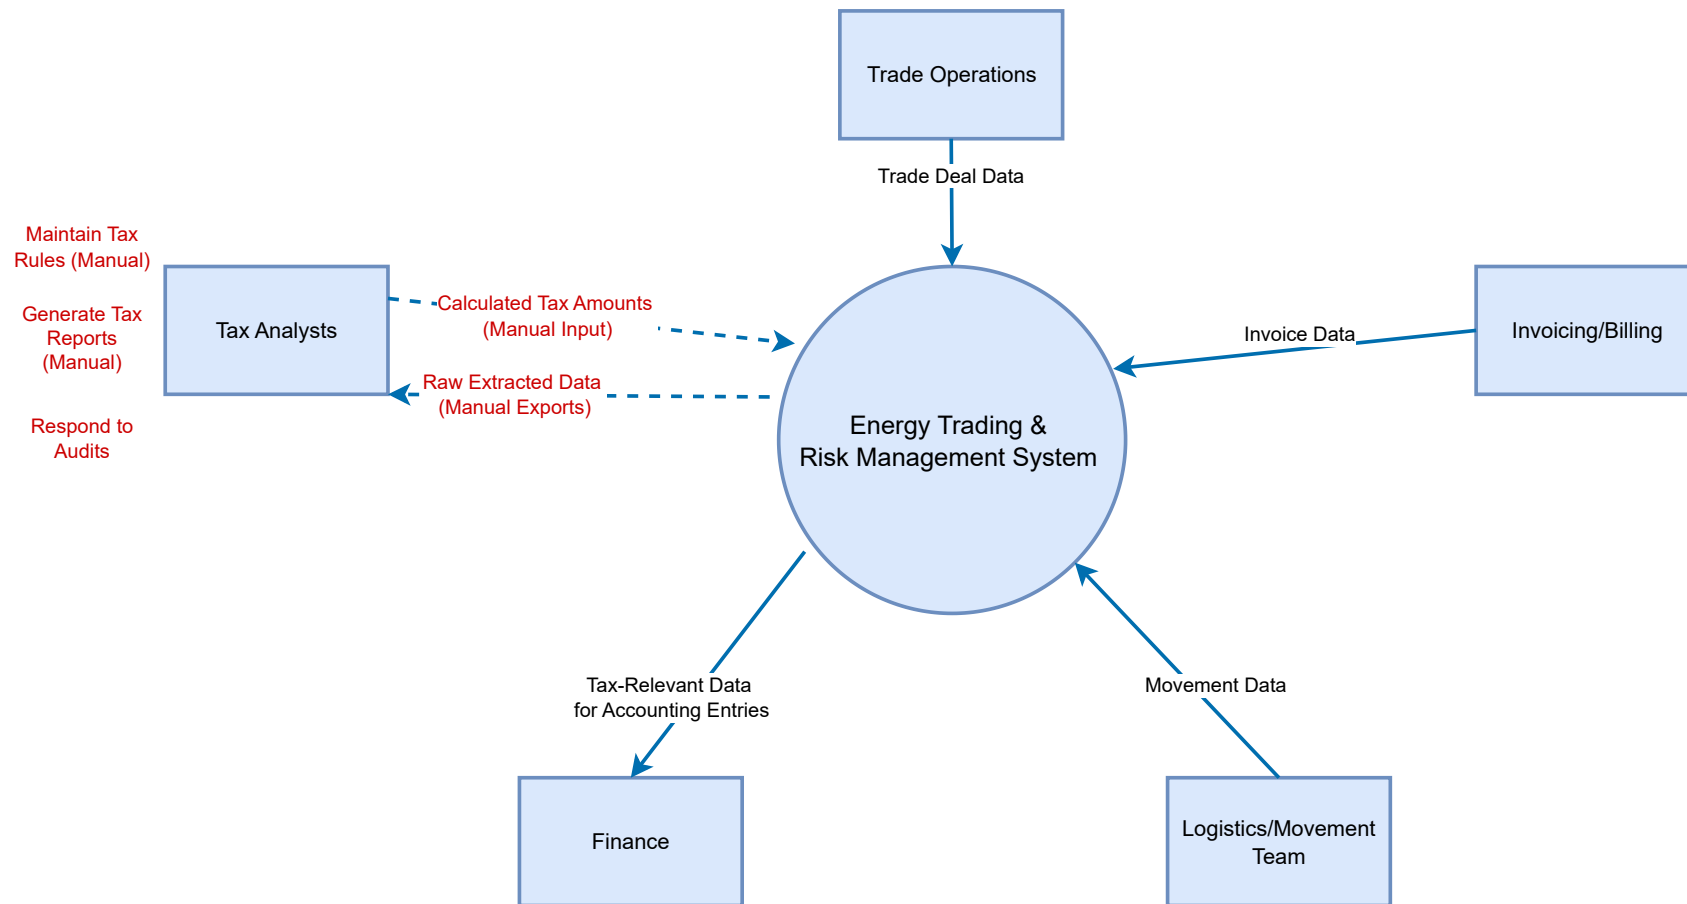 Trade Operations
Trade Deal Data
Maintain Tax
Rules (Manual)
Generate Tax
Reports
(Manual)
Respond to
Audits
Tax Analysts
Calculated Tax Amounts
(Manual Input)
Raw Extracted Data
(Manual Exports)
Invoice Data
Invoicing/Billing
Energy Trading &
Risk Management System
Tax-Relevant Data
for Accounting Entries
Movement Data
Finance
Logistics/Movement
Team